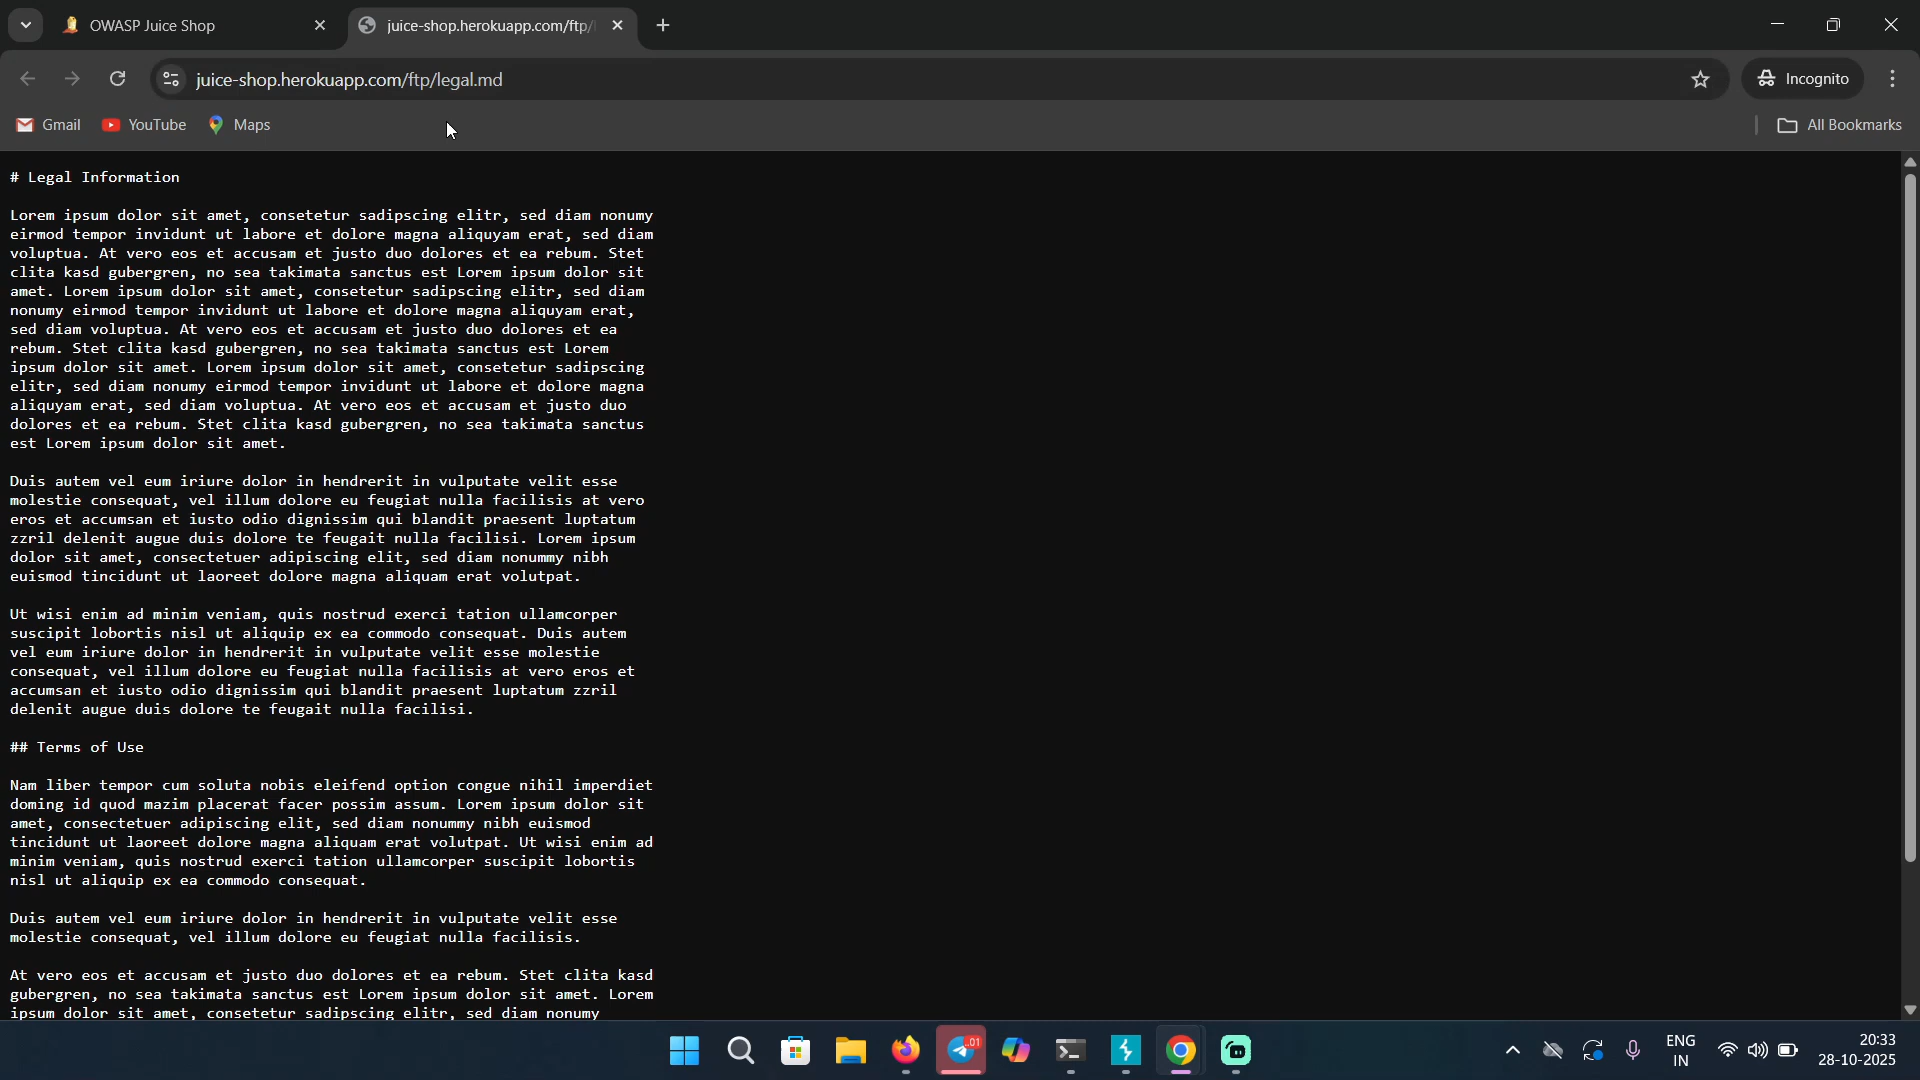 OWASP Juice Shop
juice-shop.herokuapp.com/ftp/
juice-shop.herokuapp.com/ftp/legal.md
Incognito
Gmail
YouTube
Maps
All Bookmarks
# Legal Information
Lorem ipsum dolor sit amet, consetetur sadipscing elitr, sed diam nonumy
eirmod tempor invidunt ut labore et dolore magna aliquyam erat, sed diam
voluptua. At vero eos et accusam et justo duo dolores et ea rebum. Stet
clita kasd gubergren, no sea takimata sanctus est Lorem ipsum dolor sit
amet. Lorem ipsum dolor sit amet, consetetur sadipscing elitr, sed diam
nonumy eirmod tempor invidunt ut labore et dolore magna aliquyam erat,
sed diam voluptua. At vero eos et accusam et justo duo dolores et ea
rebum. Stet clita kasd gubergren, no sea takimata sanctus est Lorem
ipsum dolor sit amet. Lorem ipsum dolor sit amet, consetetur sadipscing
elitr, sed diam nonumy eirmod tempor invidunt ut labore et dolore magna
aliquyam erat, sed diam voluptua. At vero eos et accusam et justo duo
dolores et ea rebum. Stet clita kasd gubergren, no sea takimata sanctus
est Lorem ipsum dolor sit amet.
Duis autem vel eum iriure dolor in hendrerit in vulputate velit esse
molestie consequat, vel illum dolore eu feugiat nulla facilisis at vero
eros et accumsan et iusto odio dignissim qui blandit praesent luptatum
zzril delenit augue duis dolore te feugait nulla facilisi. Lorem ipsum
dolor sit amet, consectetuer adipiscing elit, sed diam nonummy nibh
euismod tincidunt ut laoreet dolore magna aliquam erat volutpat.
Ut wisi enim ad minim veniam, quis nostrud exerci tation ullamcorper
suscipit lobortis nisl ut aliquip ex ea commodo consequat. Duis autem
vel eum iriure dolor in hendrerit in vulputate velit esse molestie
consequat, vel illum dolore eu feugiat nulla facilisis at vero eros et
accumsan et iusto odio dignissim qui blandit praesent luptatum zzril
delenit augue duis dolore te feugait nulla facilisi.
## Terms of Use
Nam liber tempor cum soluta nobis eleifend option congue nihil imperdiet
doming id quod mazim placerat facer possim assum. Lorem ipsum dolor sit
amet, consectetuer adipiscing elit, sed diam nonummy nibh euismod
tincidunt ut laoreet dolore magna aliquam erat volutpat. Ut wisi enim ad
minim veniam, quis nostrud exerci tation ullamcorper suscipit lobortis
nisl ut aliquip ex ea commodo consequat.
Duis autem vel eum iriure dolor in hendrerit in vulputate velit esse
molestie consequat, vel illum dolore eu feugiat nulla facilisis.
At vero eos et accusam et justo duo dolores et ea rebum. Stet clita kasd
gubergren, no sea takimata sanctus est Lorem ipsum dolor sit amet. Lorem
ipsum dolor sit amet, consetetur sadipscing elitr, sed diam nonumy
..01
ENG
IN
20:33
28-10-2025